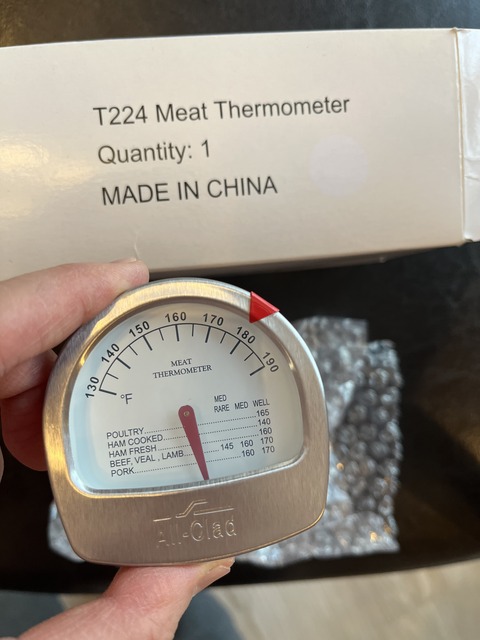 T224 Meat Thermometer
Quantity: 1
MADE IN CHINA
130 140 150 160 170 180 190
°F
MEAT
THERMOMETER
MED
RARE MED WELL
POULTRY..................165
HAM COOKED..................140
HAM FRESH..................160
BEEF, VEAL , LAMB..........145 160 170
PORK..................160 170
All-Clad